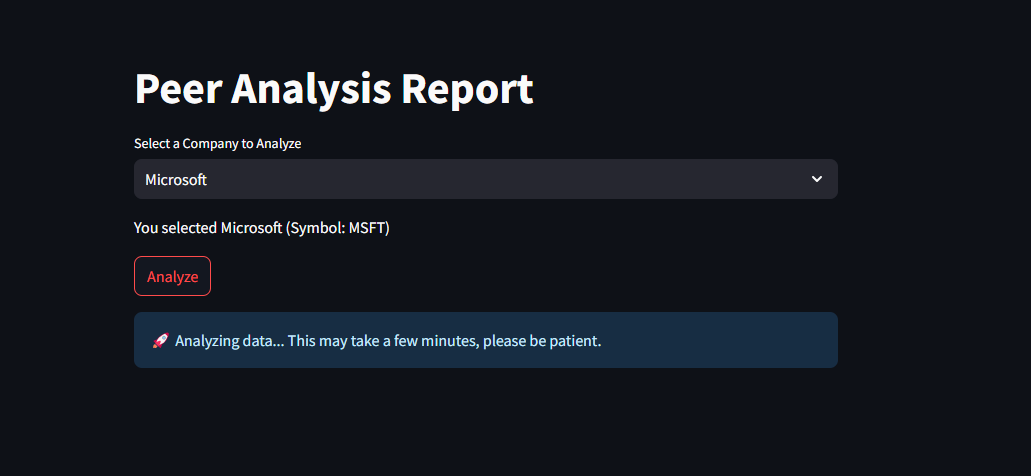 Peer Analysis Report
Select a Company to Analyze
Microsoft
You selected Microsoft (Symbol: MSFT)
Analyze
🚀 Analyzing data... This may take a few minutes, please be patient.